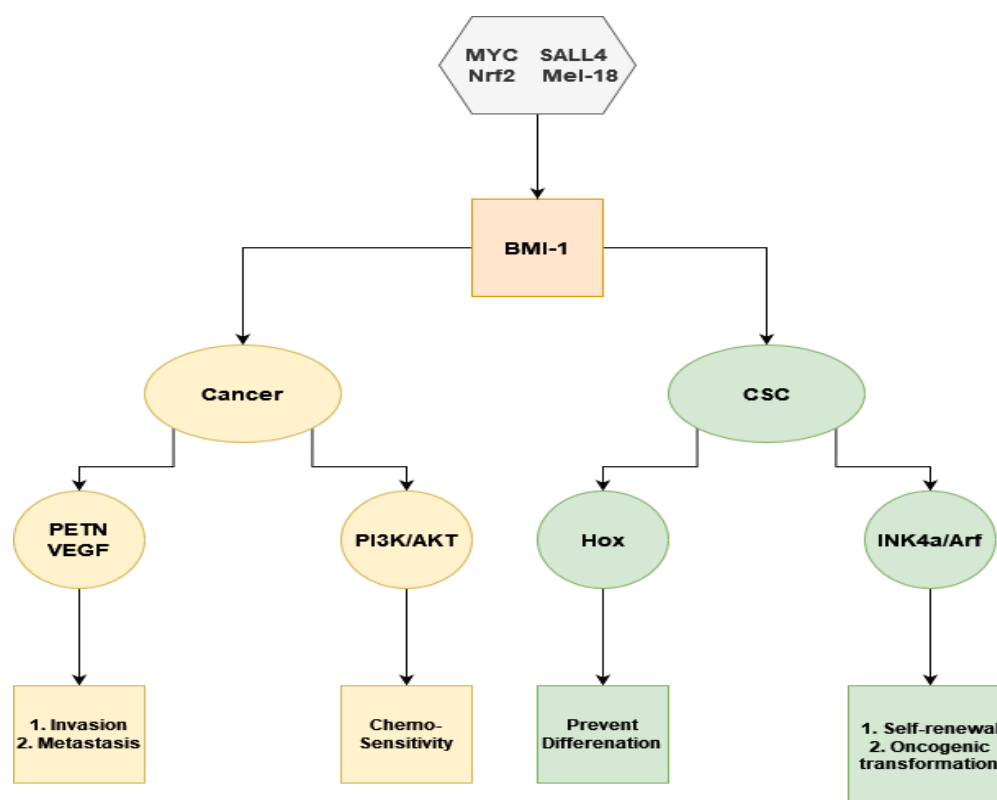 MYC SALL4
Nrf2 Mel-18
BMI-1
Cancer
CSC
PETN
VEGF
PI3K/AKT
Hox
INK4a/Arf
1. Invasion
2. Metastasis
Chemo-
Sensitivity
Prevent
Differenation
1. Self-renewal
2. Oncogenic
transformation